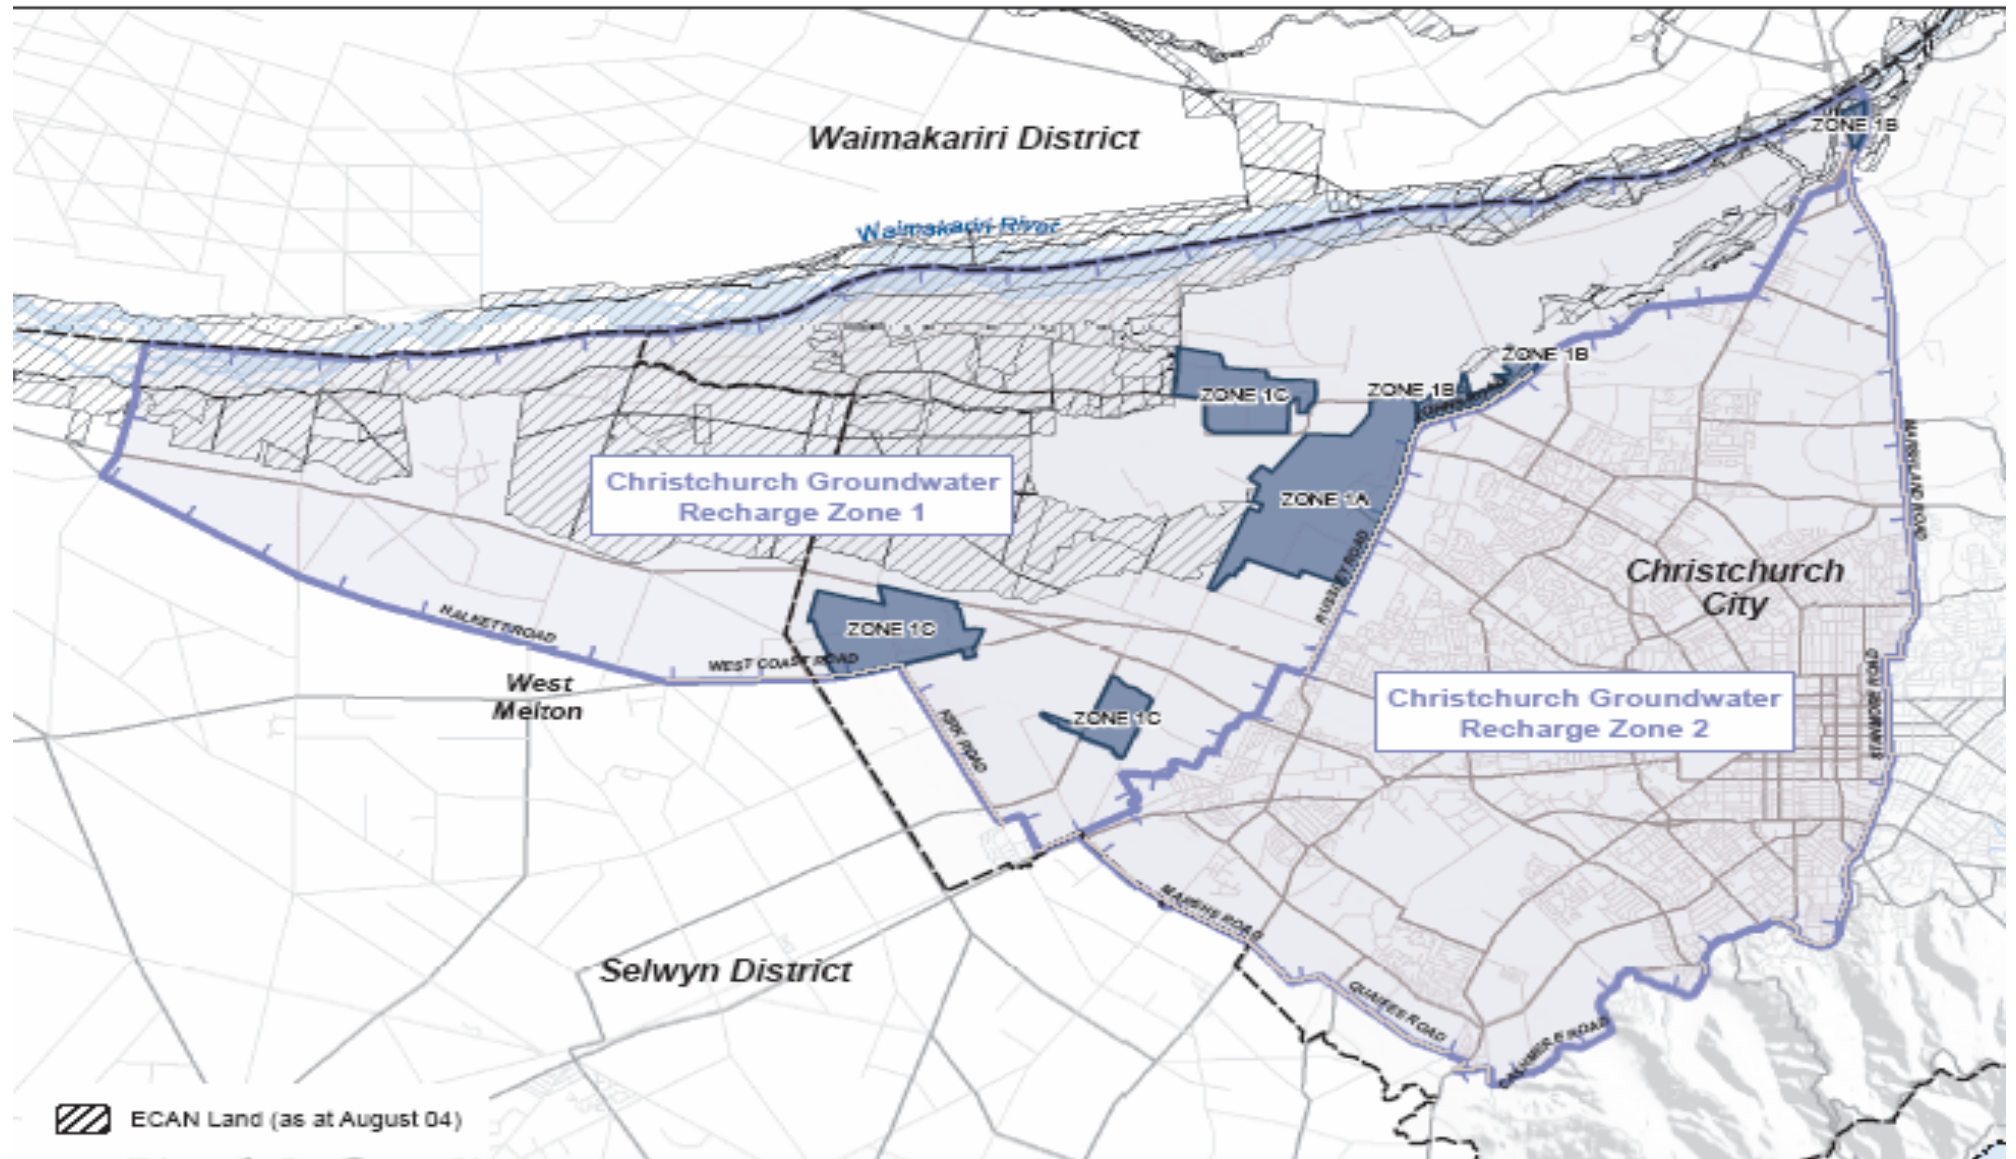 Waimakariri District
ZONE 1B
Waimakariri River
ZONE 1B
ZONE 1B
ZONE 1C
Christchurch Groundwater
Recharge Zone 1
ZONE 1A
MARSHLAND ROAD
RUSSLEY ROAD
Christchurch
City
HALKETT ROAD
ZONE 1C
WEST COAST ROAD
West
Melton
STANMORE ROAD
Christchurch Groundwater
Recharge Zone 2
ZONE 1C
KIRK ROAD
MARSHS ROAD
Selwyn District
QUAIFES ROAD
CASHMERE ROAD
ECAN Land (as at August 04)